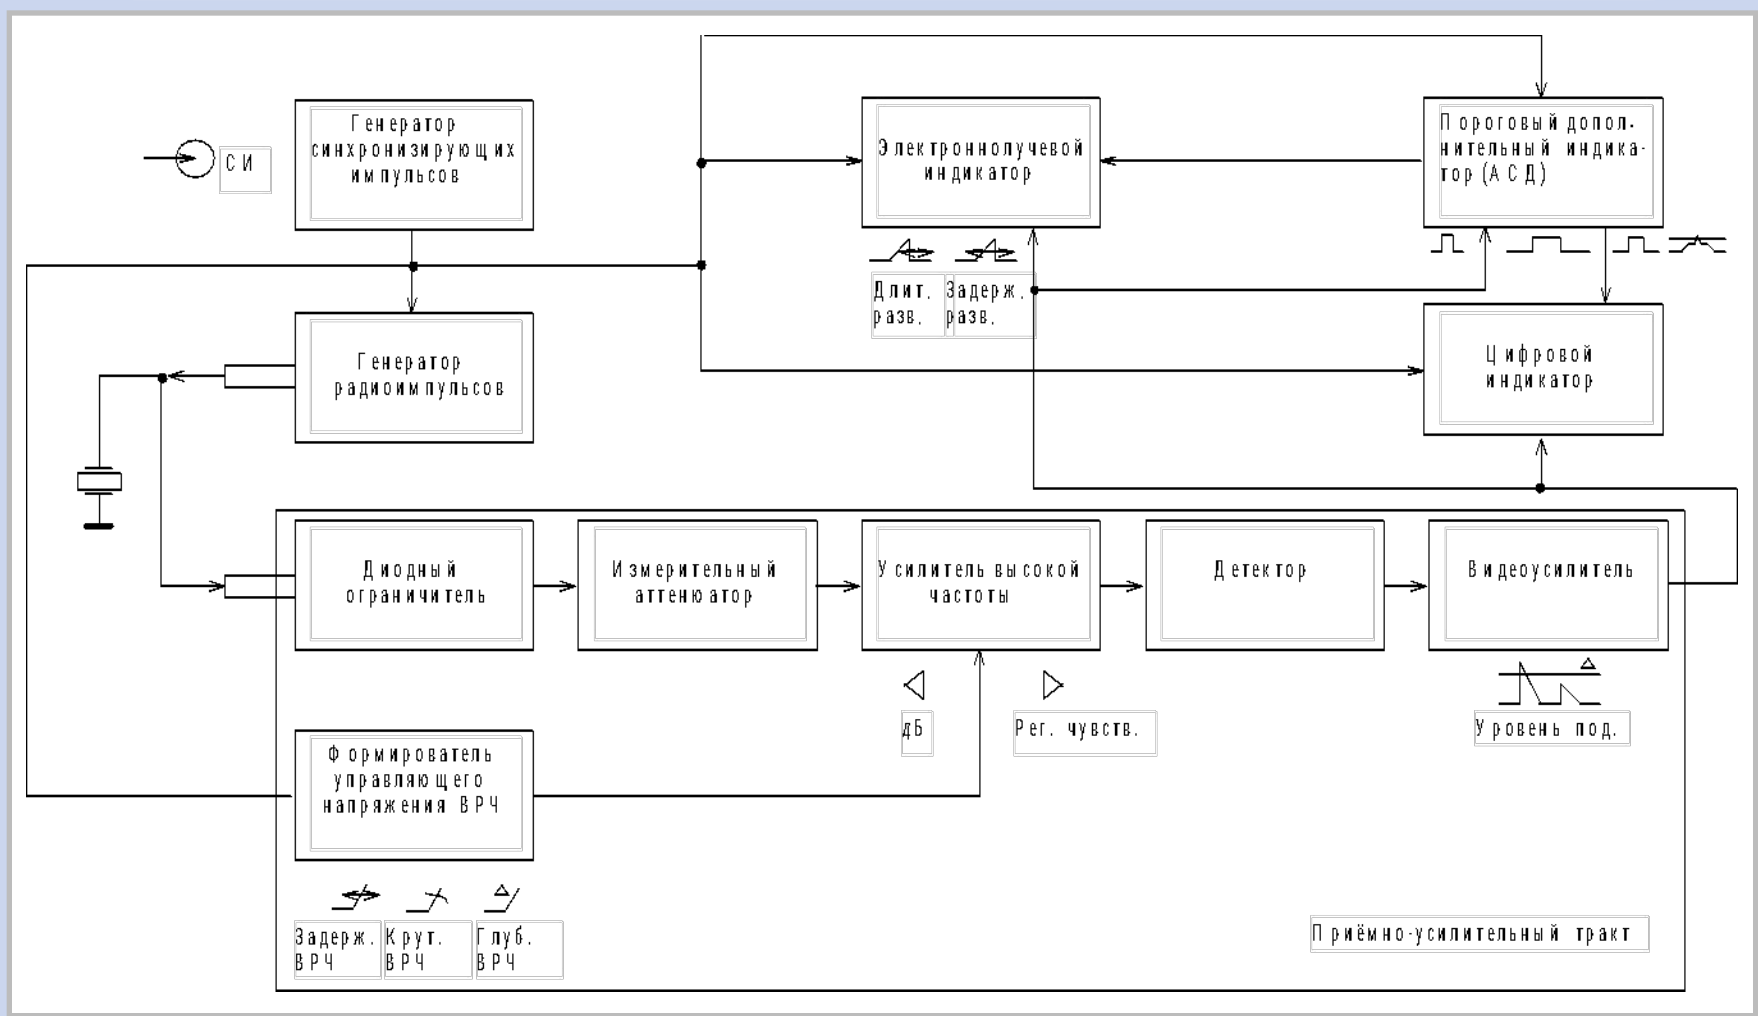 Генератор
синхронизирующих
импульсов
СИ
Электроннолучевой
индикатор
Пороговый допол-
нительный индика-
тор (АСД)
Длит.
разв.
Задерж.
разв.
Генератор
радиоимпульсов
Цифровой
индикатор
Диодный
ограничитель
Измерительный
аттенюатор
Усилитель высокой
частоты
Детектор
Видеоусилитель
дБ
Рег. чувств.
Уровень под.
Формирователь
управляющего
напряжения ВРЧ
Задерж.
ВРЧ
Крут.
ВРЧ
Глуб.
ВРЧ
Приёмно-усилительный тракт